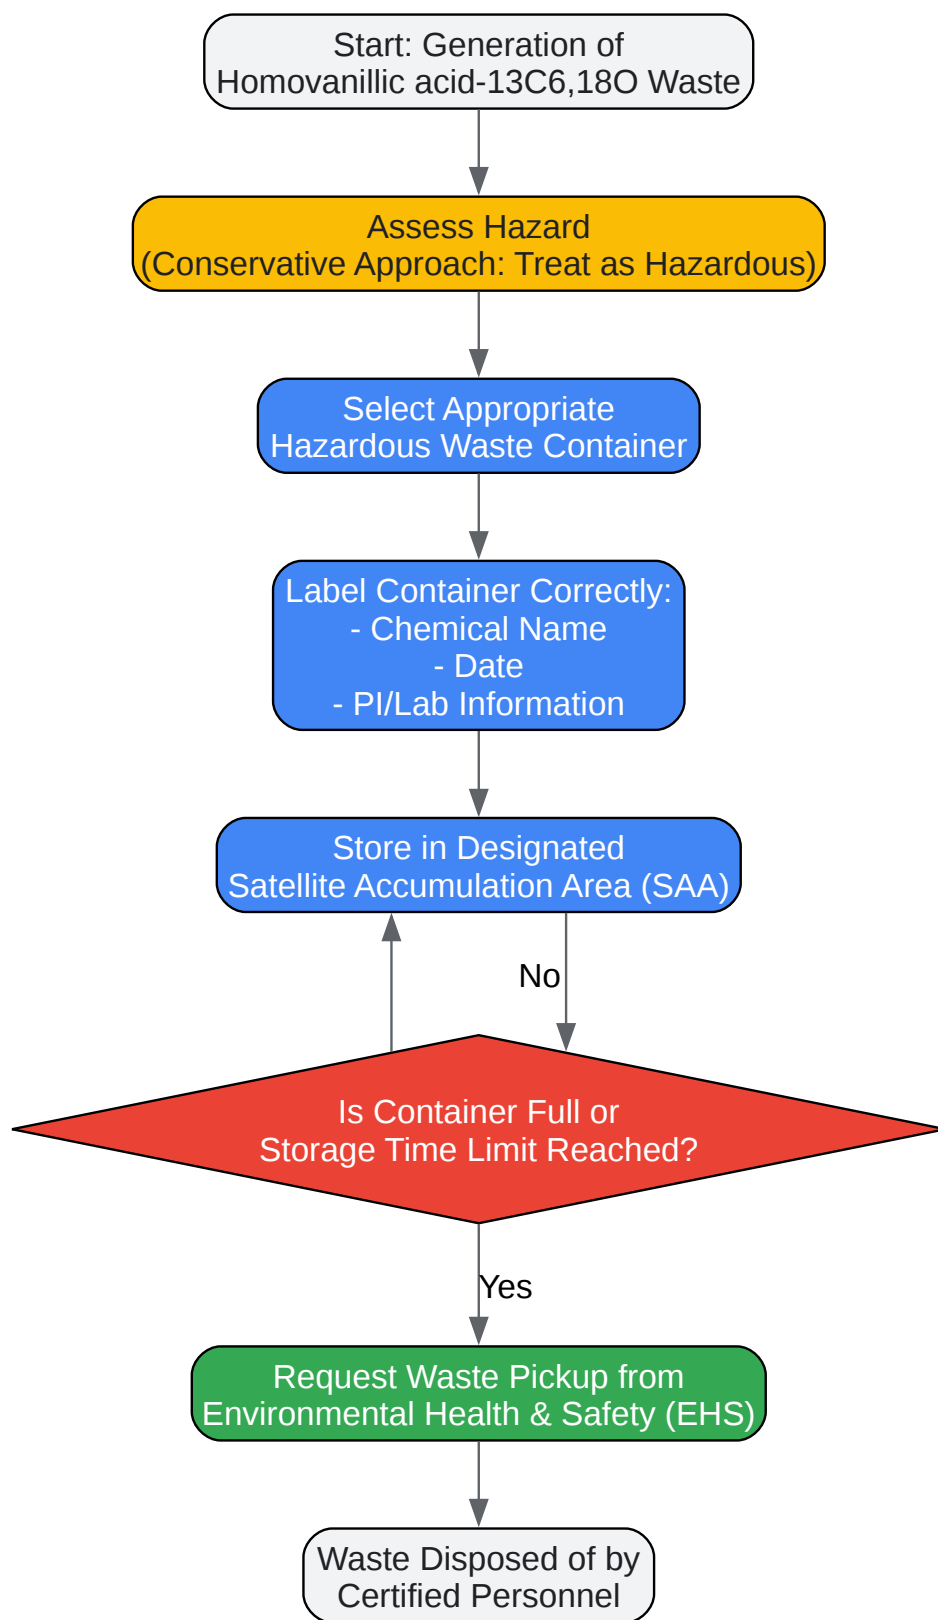 Start: Generation of
Homovanillic acid-13C6,18O Waste
Assess Hazard
(Conservative Approach: Treat as Hazardous)
Select Appropriate
Hazardous Waste Container
Label Container Correctly:
- Chemical Name
- Date
- PI/Lab Information
Store in Designated
Satellite Accumulation Area (SAA)
No
Is Container Full or
Storage Time Limit Reached?
Yes
Request Waste Pickup from
Environmental Health & Safety (EHS)
Waste Disposed of by
Certified Personnel